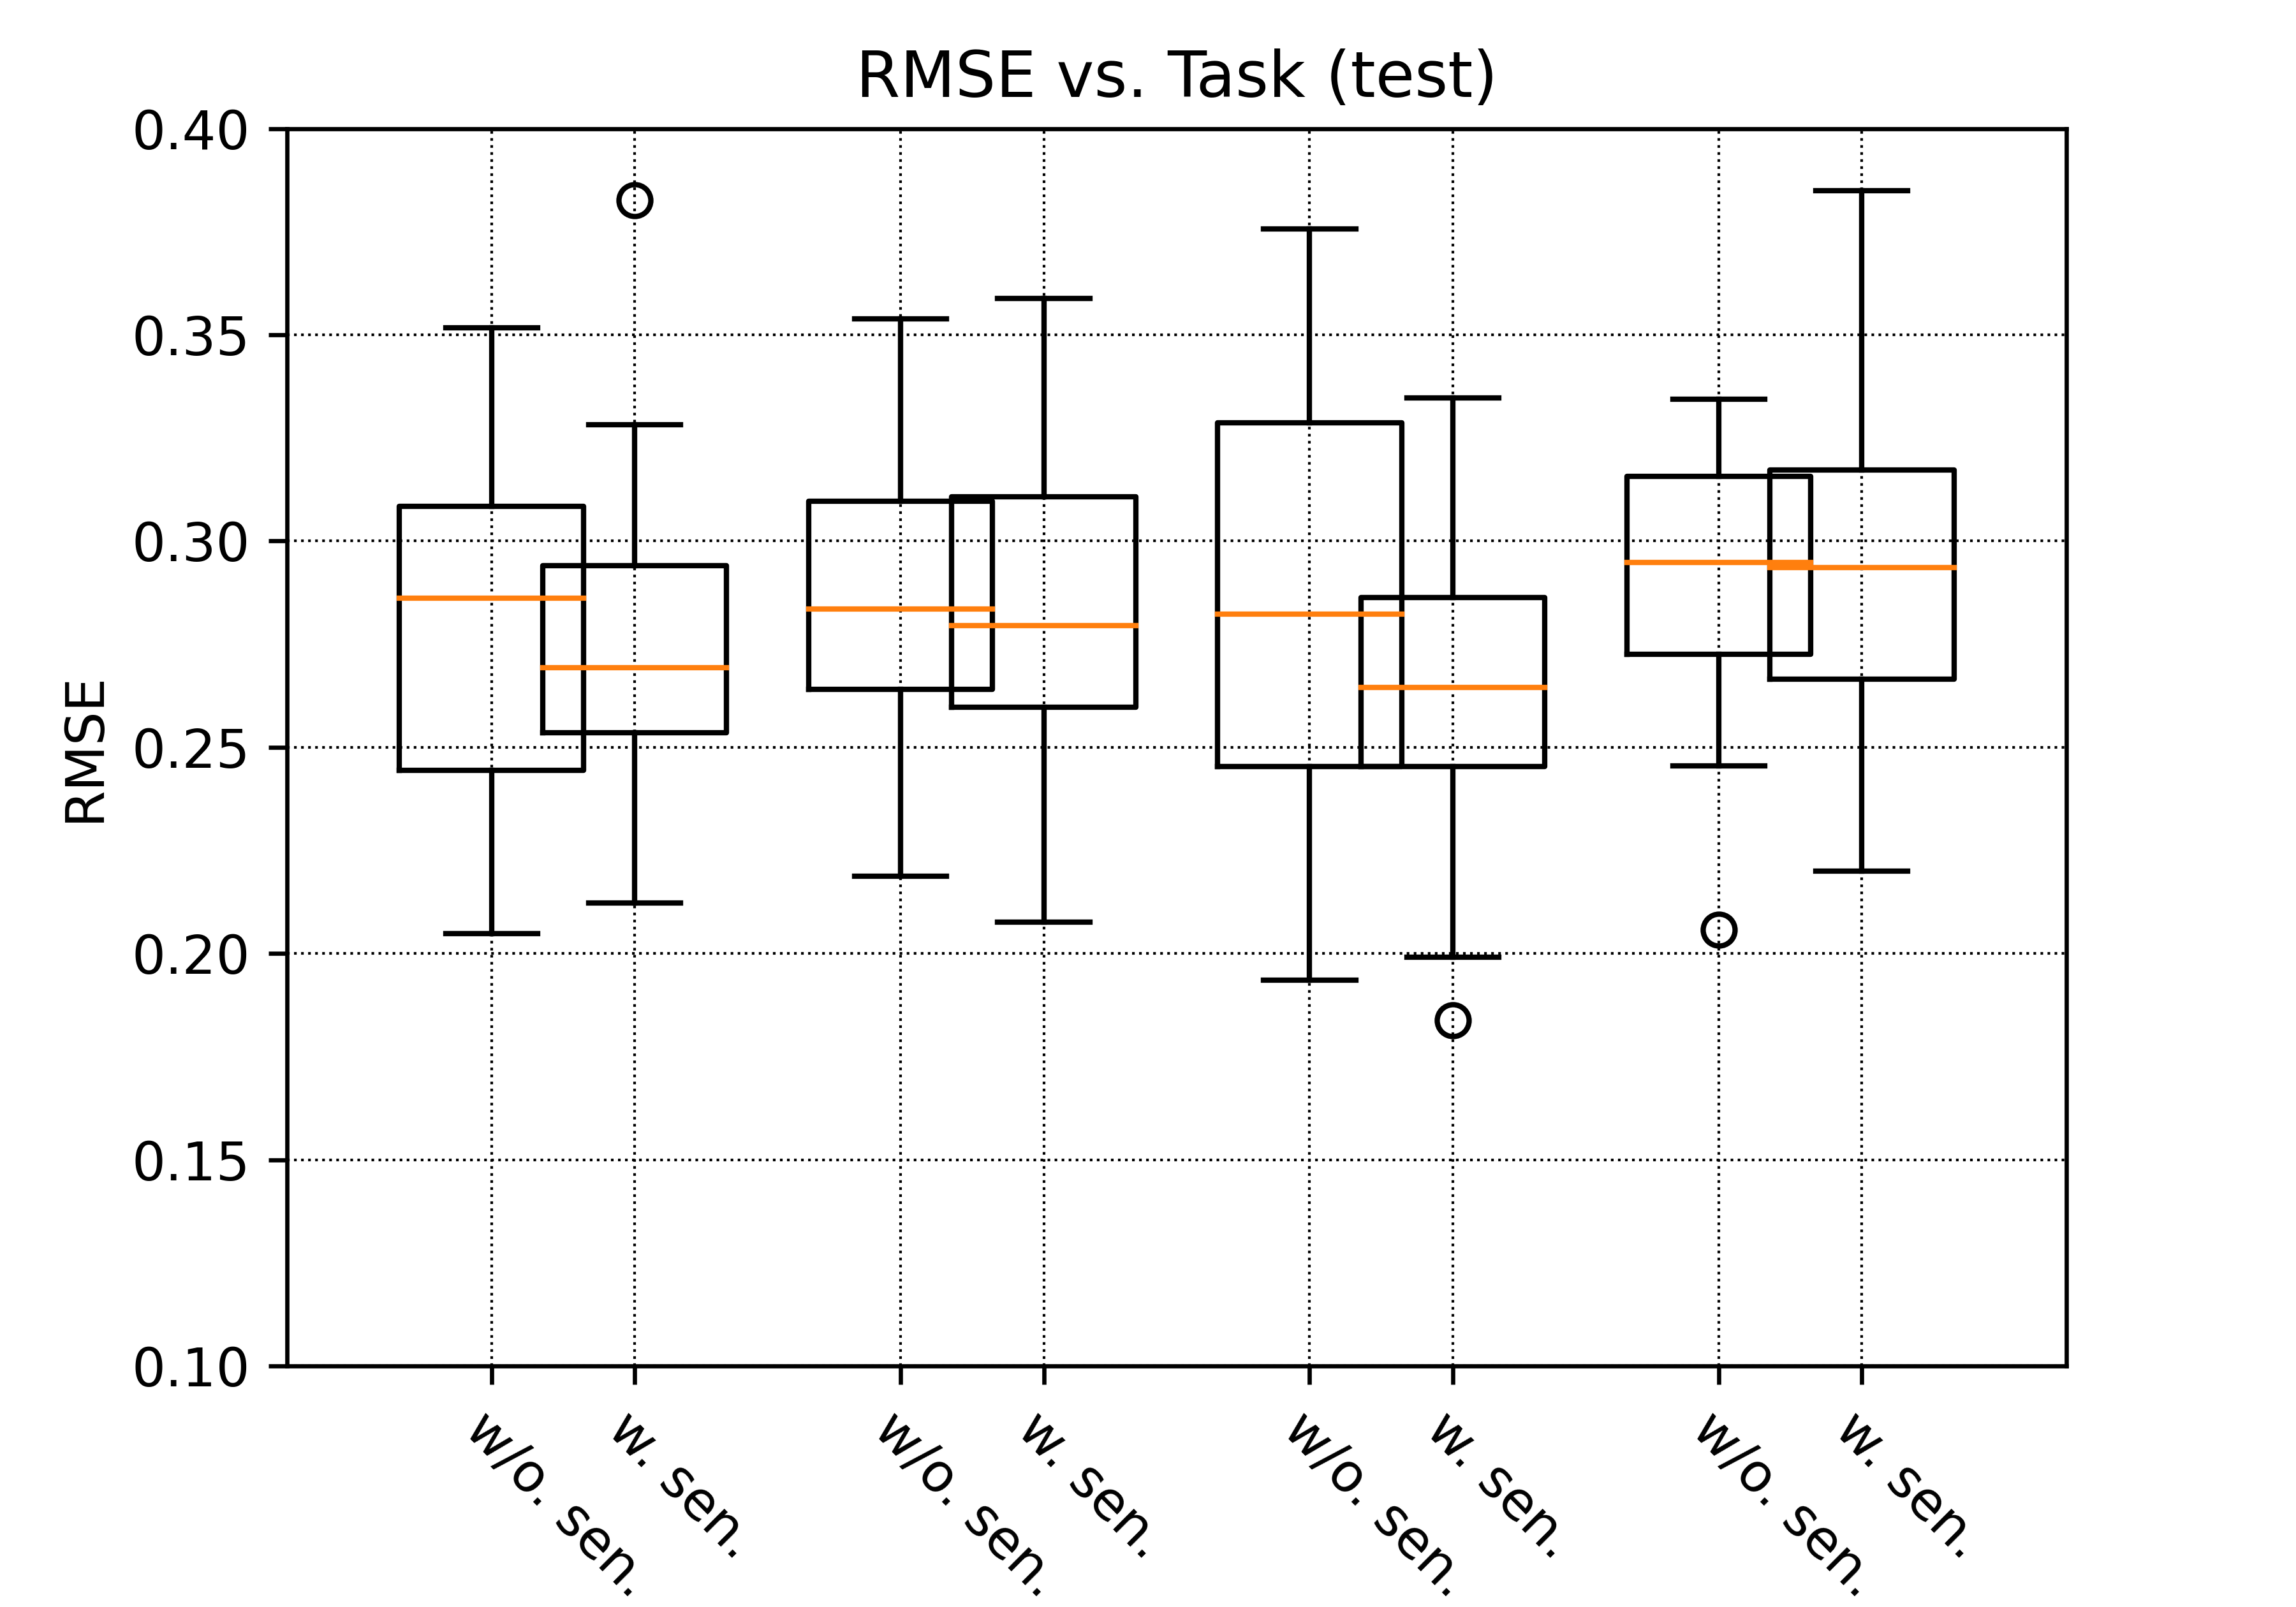 RMSE vs. Task (test)
0.40
0.35
0.30
0.25
0.20
0.15
0.10
RMSE
w/o. sen.
w. sen.
w/o. sen.
w. sen.
w/o. sen.
w. sen.
w/o. sen.
w. sen.